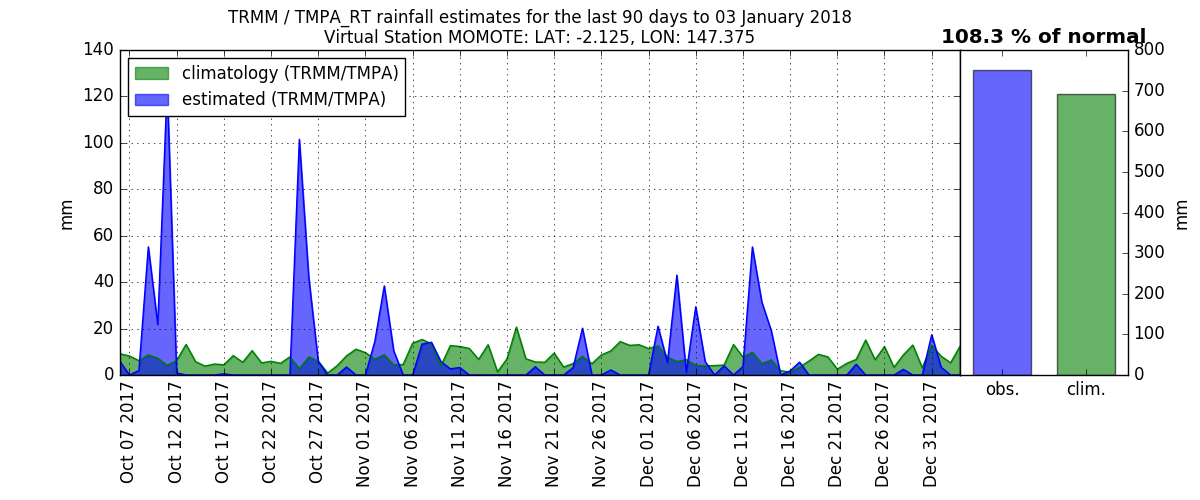 TRMM / TMPA_RT rainfall estimates for the last 90 days to 03 January 2018
Virtual Station MOMOTE: LAT: -2.125, LON: 147.375
108.3 % of normal
climatology (TRMM/TMPA)
estimated (TRMM/TMPA)
mm
140
120
100
80
60
40
20
0
Oct 07 2017
Oct 12 2017
Oct 17 2017
Oct 22 2017
Oct 27 2017
Nov 01 2017
Nov 06 2017
Nov 11 2017
Nov 16 2017
Nov 21 2017
Nov 26 2017
Dec 01 2017
Dec 06 2017
Dec 11 2017
Dec 16 2017
Dec 21 2017
Dec 26 2017
Dec 31 2017
800
700
600
500
400
300
200
100
0
mm
obs.
clim.